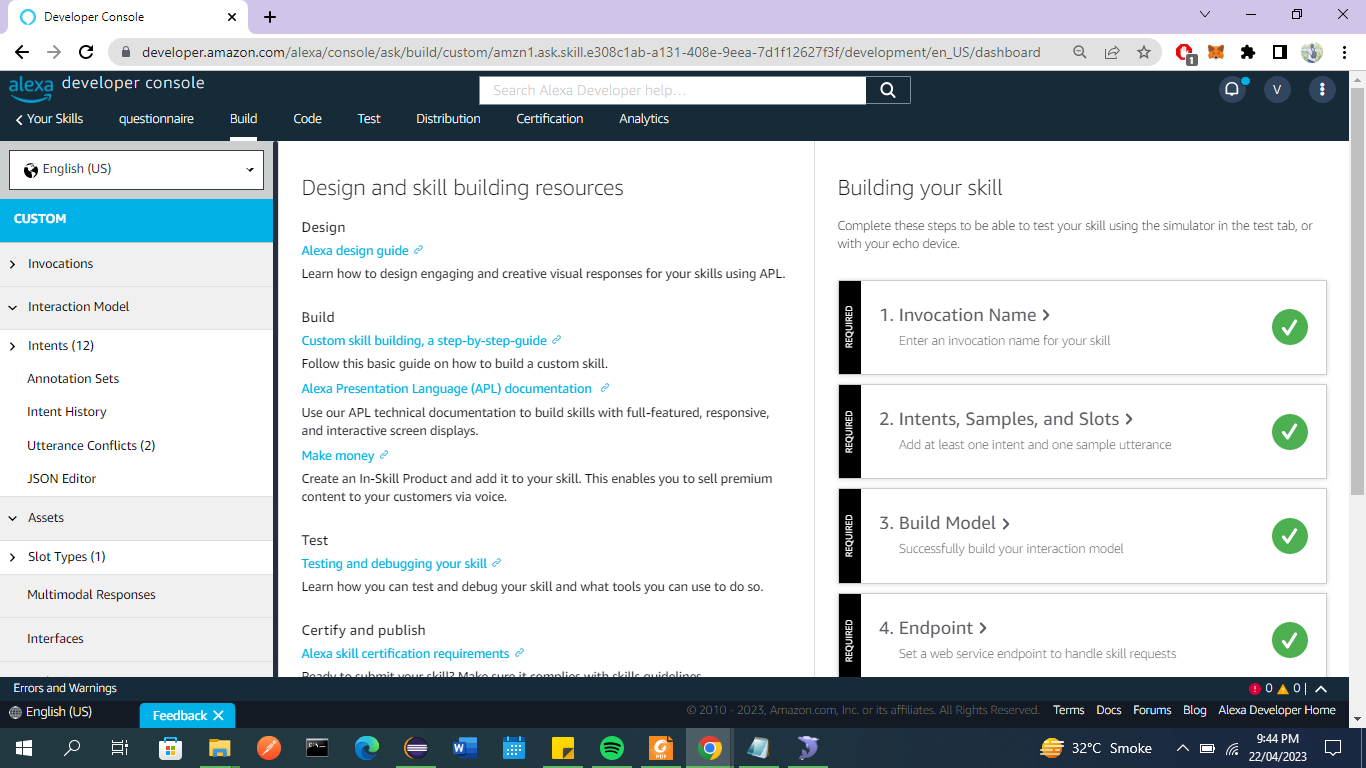 Developer Console
developer.amazon.com/alexa/console/ask/build/custom/amzn1.ask.skill.e308c1ab-a131-408e-9eea-7d1f12627f3f/development/en_US/dashboard
1
alexa developer console
Search Alexa Developer help...
V
Your Skills questionnaire Build Code Test Distribution Certification Analytics
English (US)
CUSTOM
Invocations
Interaction Model
Intents (12)
Annotation Sets
Intent History
Utterance Conflicts (2)
JSON Editor
Assets
Slot Types (1)
Multimodal Responses
Interfaces
Design and skill building resources
Design
Alexa design guide
Learn how to design engaging and creative visual responses for your skills using APL.
Build
Custom skill building, a step-by-step-guide
Follow this basic guide on how to build a custom skill.
Alexa Presentation Language (APL) documentation
Use our APL technical documentation to build skills with full-featured, responsive,
and interactive screen displays.
Make money
Create an In-Skill Product and add it to your skill. This enables you to sell premium
content to your customers via voice.
Test
Testing and debugging your skill
Learn how you can test and debug your skill and what tools you can use to do so.
Certify and publish
Alexa skill certification requirements
Ready to submit your skill? Make sure it complies with skills guidelines
Building your skill
Complete these steps to be able to test your skill using the simulator in the test tab, or
with your echo device.
REQUIRED
1. Invocation Name
Enter an invocation name for your skill
REQUIRED
2. Intents, Samples, and Slots
Add at least one intent and one sample utterance
REQUIRED
3. Build Model
Successfully build your interaction model
REQUIRED
4. Endpoint
Set a web service endpoint to handle skill requests
Errors and Warnings
0 0
English (US)
Feedback
© 2010 - 2023, Amazon.com, Inc. or its affiliates. All Rights Reserved. Terms Docs Forums Blog Alexa Developer Home
32°C Smoke
9:44 PM
22/04/2023